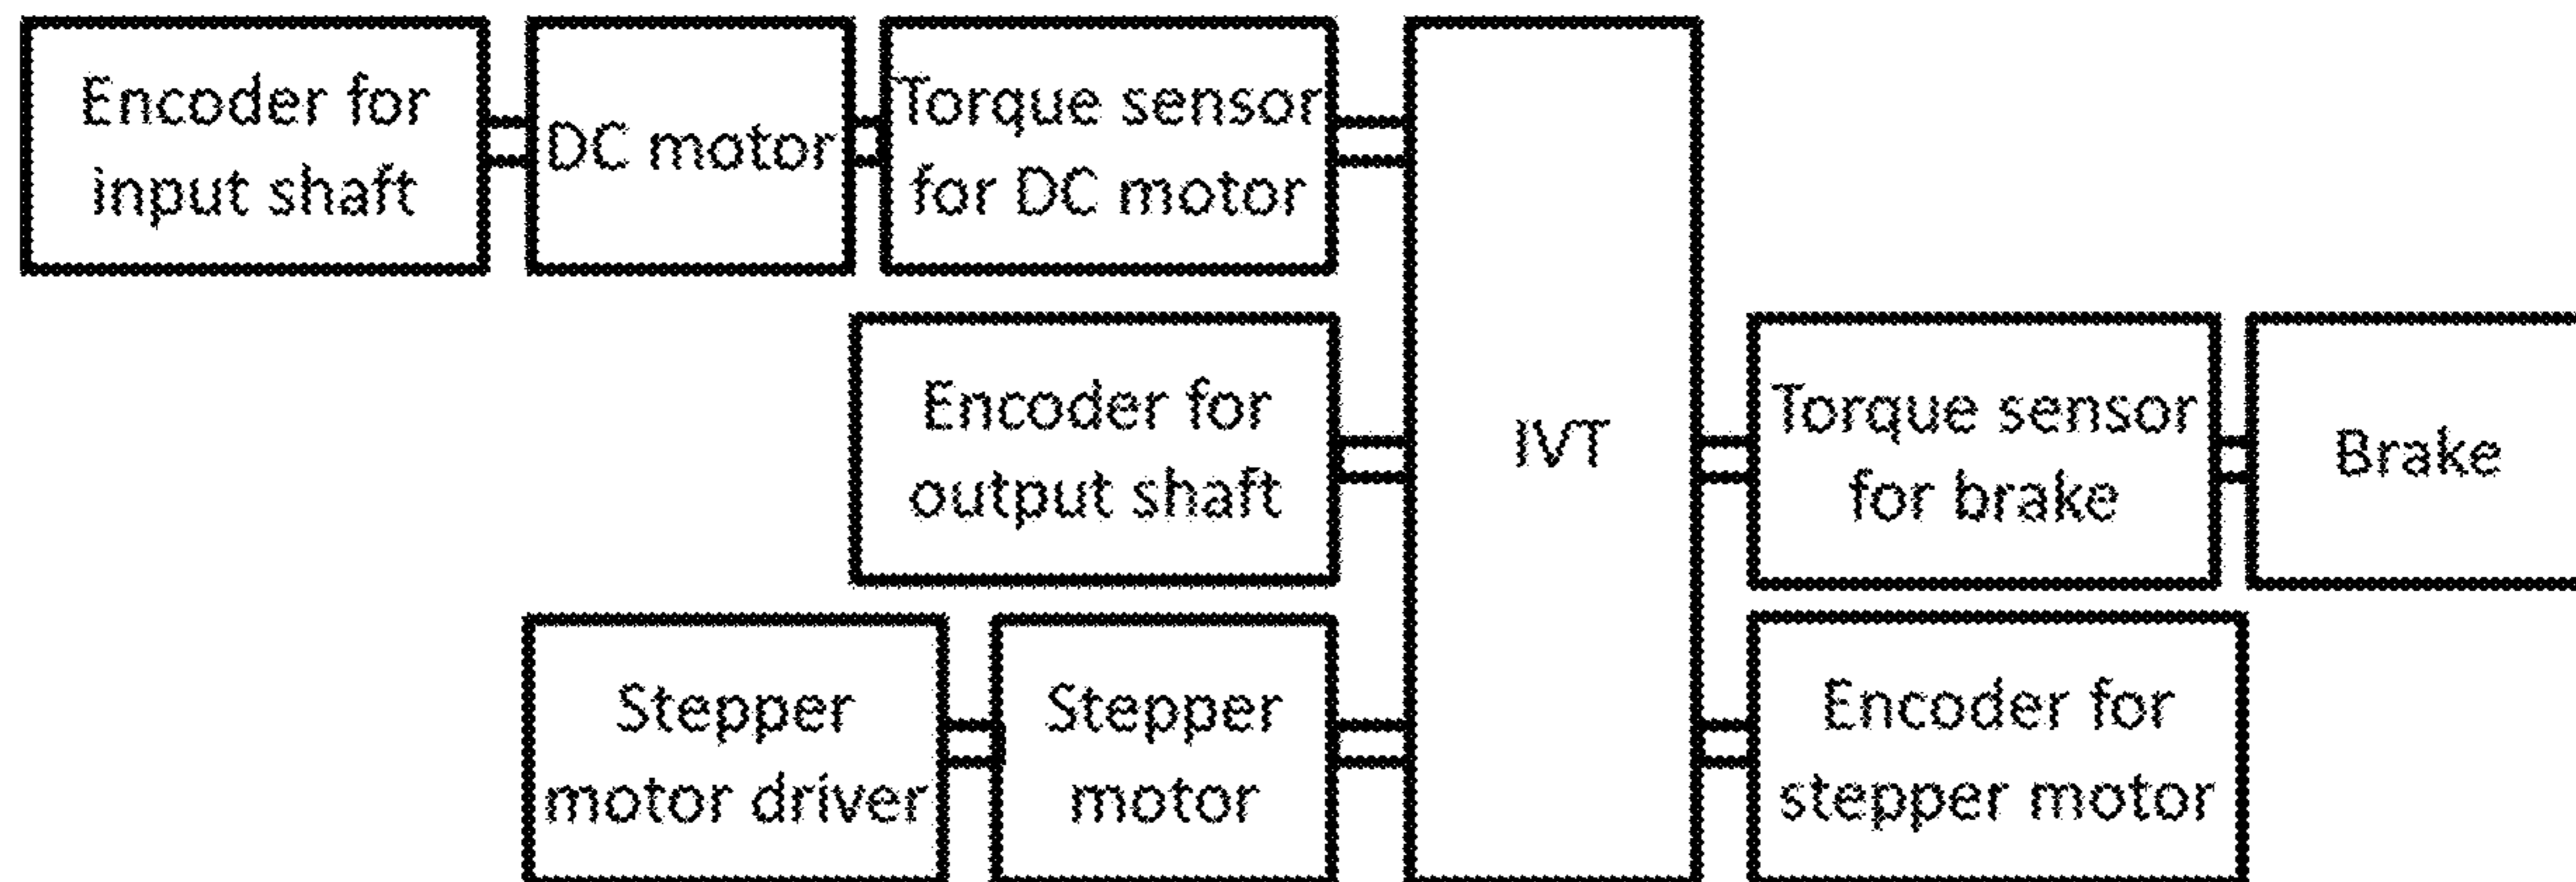 Encoder for
input shaft
DC motor
Torque sensor
for DC motor
Encoder for
output shaft
IVT
Torque sensor
for brake
Brake
Stepper
motor driver
Stepper
motor
Encoder for
stepper motor